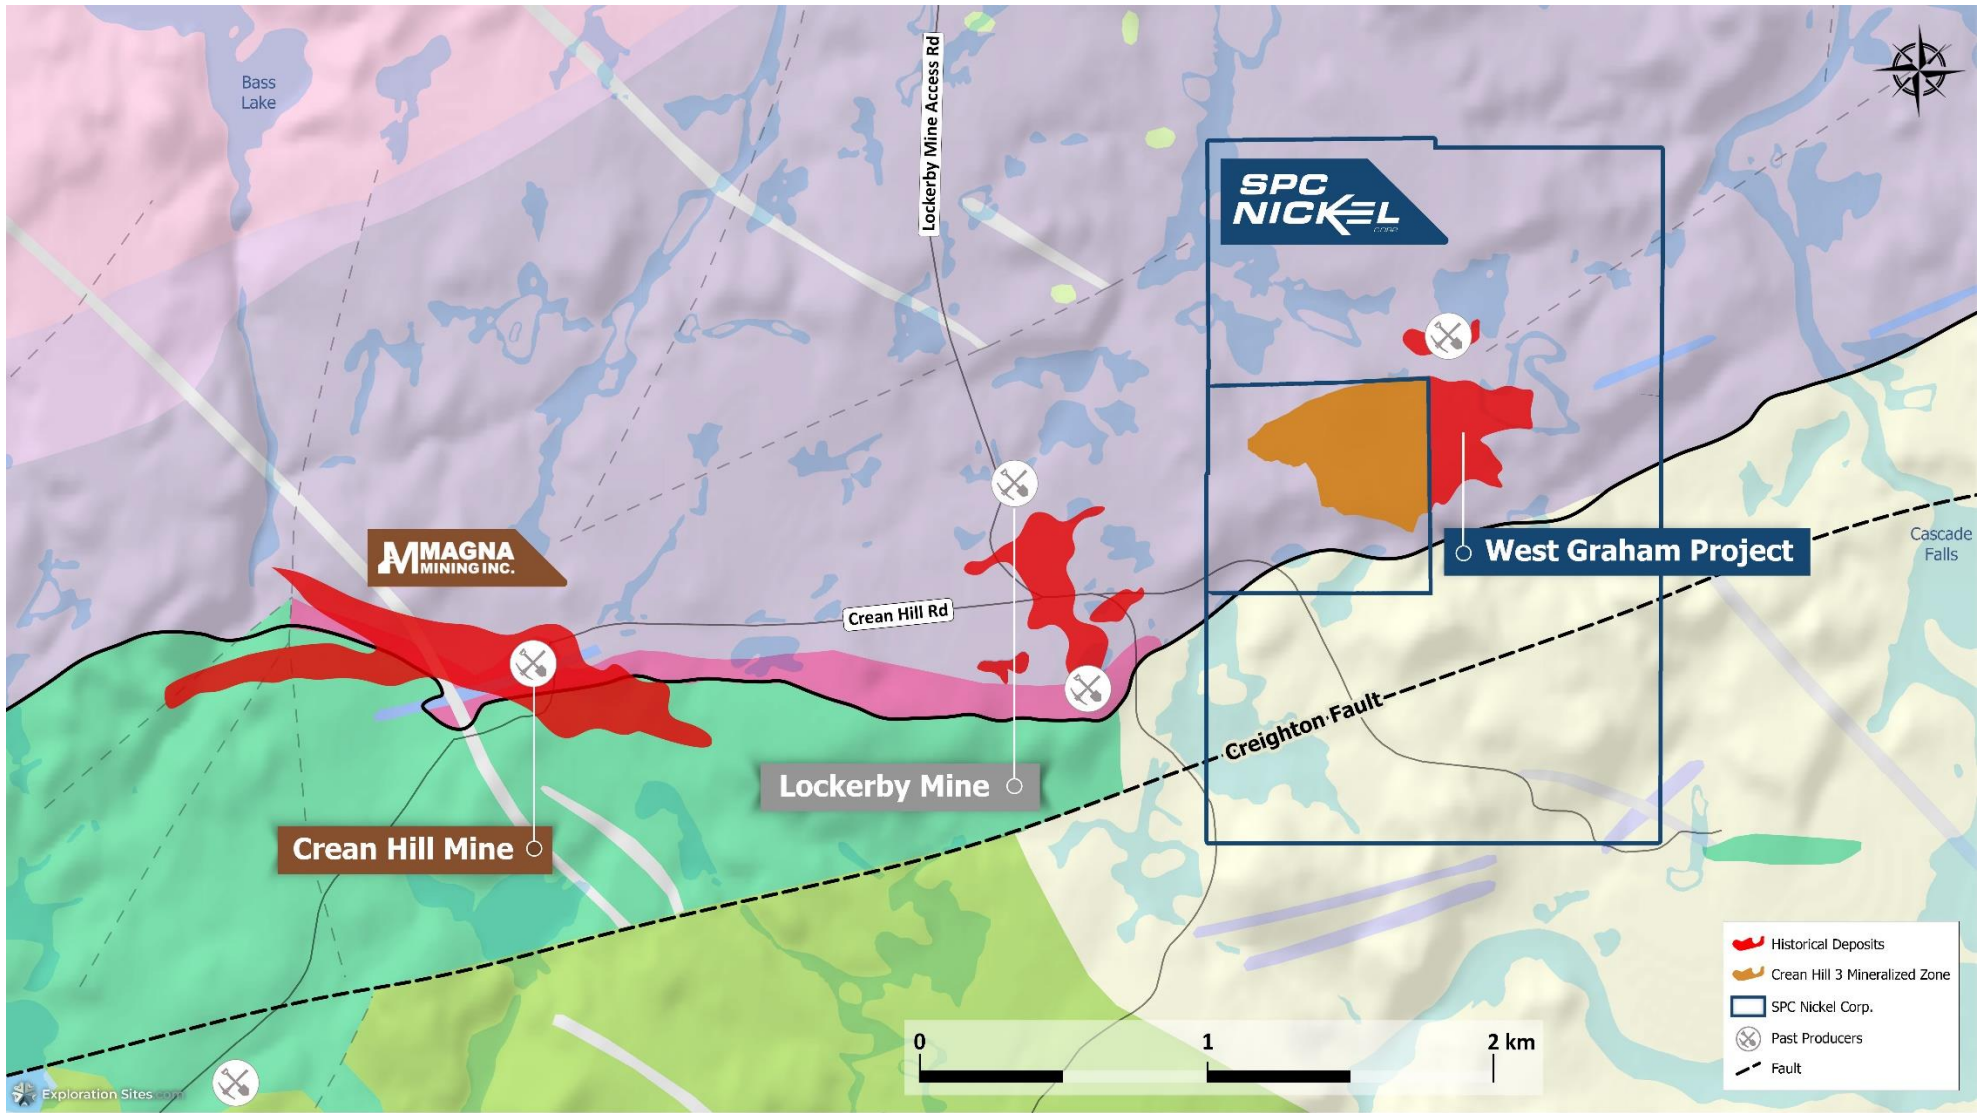 Bass
Lake
Lockerby Mine Access Rd
SPC
NICKEL
CORP
MAGNA
MINING INC.
Crean Hill Rd
West Graham Project
Cascade
Falls
Creighton Fault
Lockerby Mine
Crean Hill Mine
Historical Deposits
Crean Hill 3 Mineralized Zone
SPC Nickel Corp.
Past Producers
Fault
0 1 2 km
Exploration Sites.com